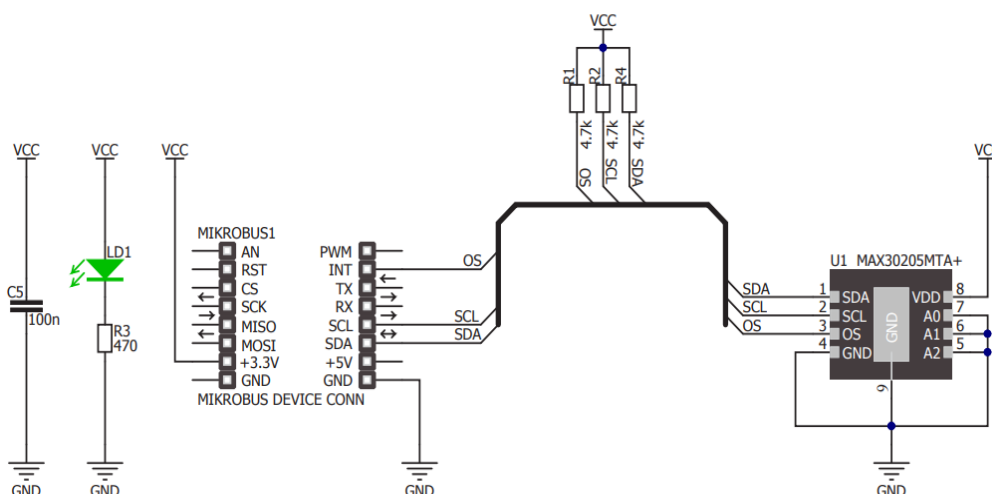 VCC
R1
R2
R4
4.7k
4.7k
4.7k
OS
SCL
SDA
VCC
VCC
VCC
VC
MIKROBUS1
AN
RST
CS
SCK
MISO
MOSI
+3.3V
GND
PWM
INT
TX
RX
SCL
SDA
+5V
GND
MIKROBUS DEVICE CONN
OS
SCL
SDA
LD1
C5
100n
R3
470
U1 MAX30205MTA+
SDA
SCL
OS
1
2
3
4
SDA
SCL
OS
GND
GND
VDD
A0
A1
A2
8
7
6
5
9
GND
GND
GND
GND